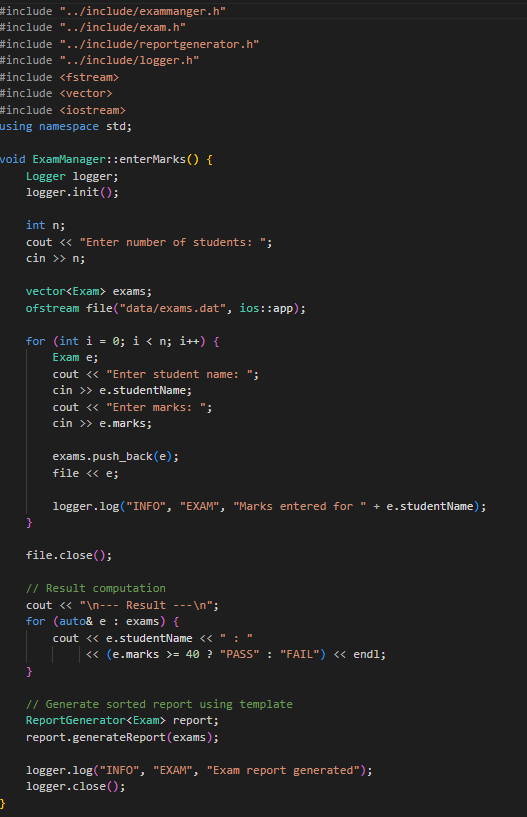 #include "../include/exammanger.h"
#include "../include/exam.h"
#include "../include/reportgenerator.h"
#include "../include/logger.h"
#include <fstream>
#include <vector>
#include <iostream>
using namespace std;

void ExamManager::enterMarks() {
    Logger logger;
    logger.init();

    int n;
    cout << "Enter number of students: ";
    cin >> n;

    vector<Exam> exams;
    ofstream file("data/exams.dat", ios::app);

    for (int i = 0; i < n; i++) {
        Exam e;
        cout << "Enter student name: ";
        cin >> e.studentName;
        cout << "Enter marks: ";
        cin >> e.marks;

        exams.push_back(e);
        file << e;

        logger.log("INFO", "EXAM", "Marks entered for " + e.studentName);
    }

    file.close();

    // Result computation
    cout << "\n--- Result ---\n";
    for (auto& e : exams) {
        cout << e.studentName << " : "
             << (e.marks >= 40 ? "PASS" : "FAIL") << endl;
    }

    // Generate sorted report using template
    ReportGenerator<Exam> report;
    report.generateReport(exams);

    logger.log("INFO", "EXAM", "Exam report generated");
    logger.close();
}